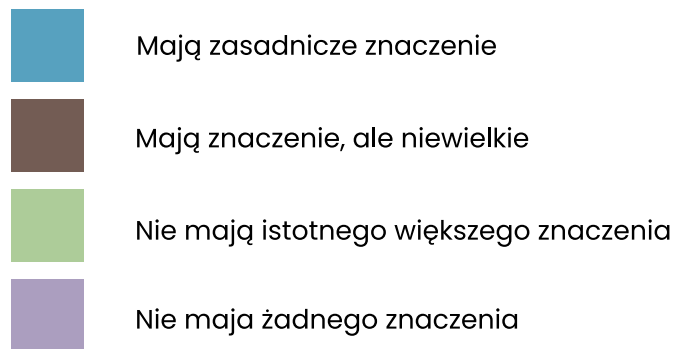 Mają zasadnicze znaczenie
Mają znaczenie, ale niewielkie
Nie mają istotnego większego znaczenia
Nie maja żadnego znaczenia